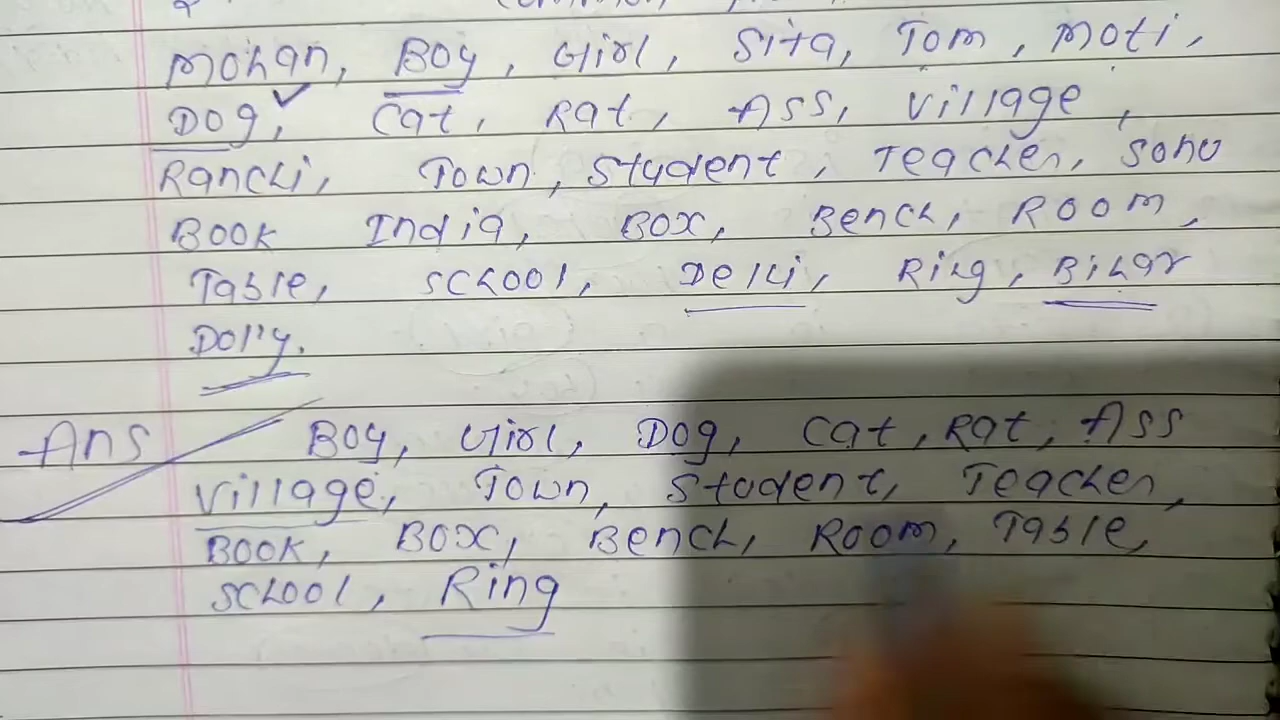 Mohan, Boy, Girl, Sita, Tom, Moti,
Dog, Cat, Rat, Ass, Village,
Ranchi, Town, Student, Teacher, Sonu
Book India, Box, Bench, Room,
Table, School, Delhi, Ring, Bihar
Dolly.
Ans Boy, Girl, Dog, Cat, Rat, Ass
Village, Town, Student, Teacher,
Book, Box, Bench, Room, Table,
School, Ring